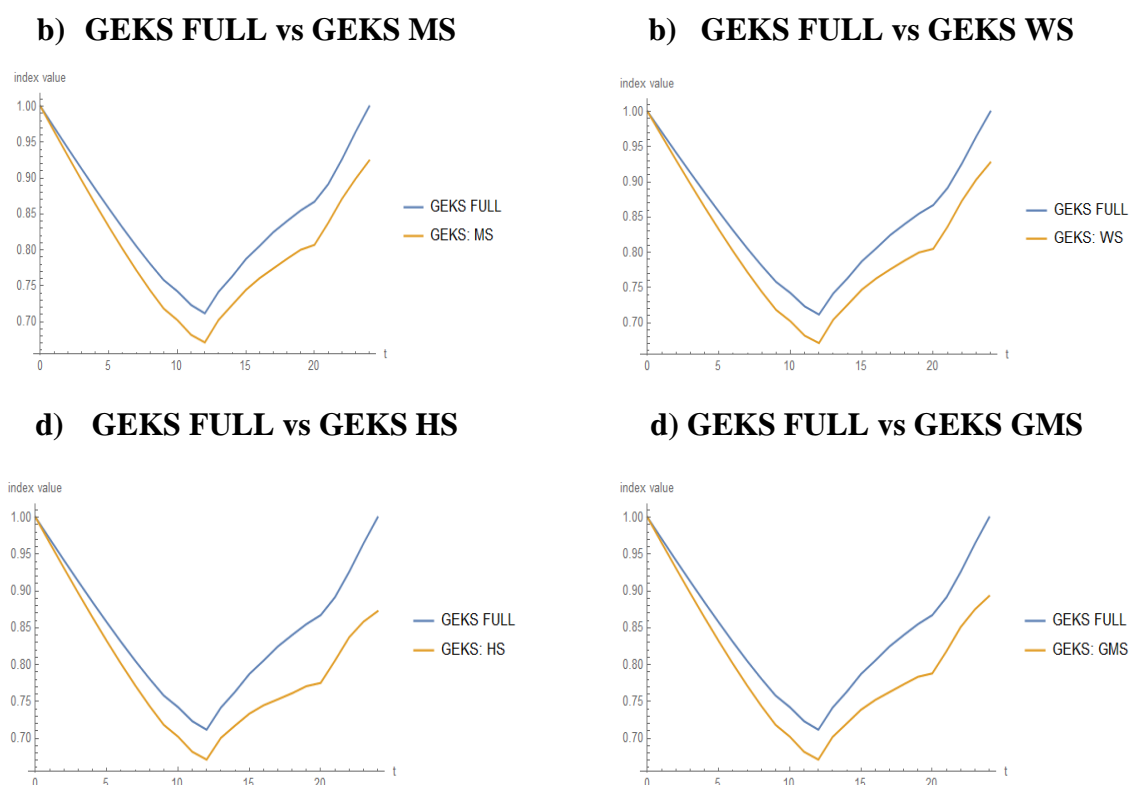 b) GEKS FULL vs GEKS MS
index value
1.00
0.95
0.90
0.85
0.80
0.75
0.70
0 5 10 15 20
t
GEKS FULL
GEKS: MS
b) GEKS FULL vs GEKS WS
index value
1.00
0.95
0.90
0.85
0.80
0.75
0.70
0 5 10 15 20
t
GEKS FULL
GEKS: WS
d) GEKS FULL vs GEKS HS
index value
1.00
0.95
0.90
0.85
0.80
0.75
0.70
0 5 10 15 20
t
GEKS FULL
GEKS: HS
d) GEKS FULL vs GEKS GMS
index value
1.00
0.95
0.90
0.85
0.80
0.75
0.70
0 5 10 15 20
t
GEKS FULL
GEKS: GMS